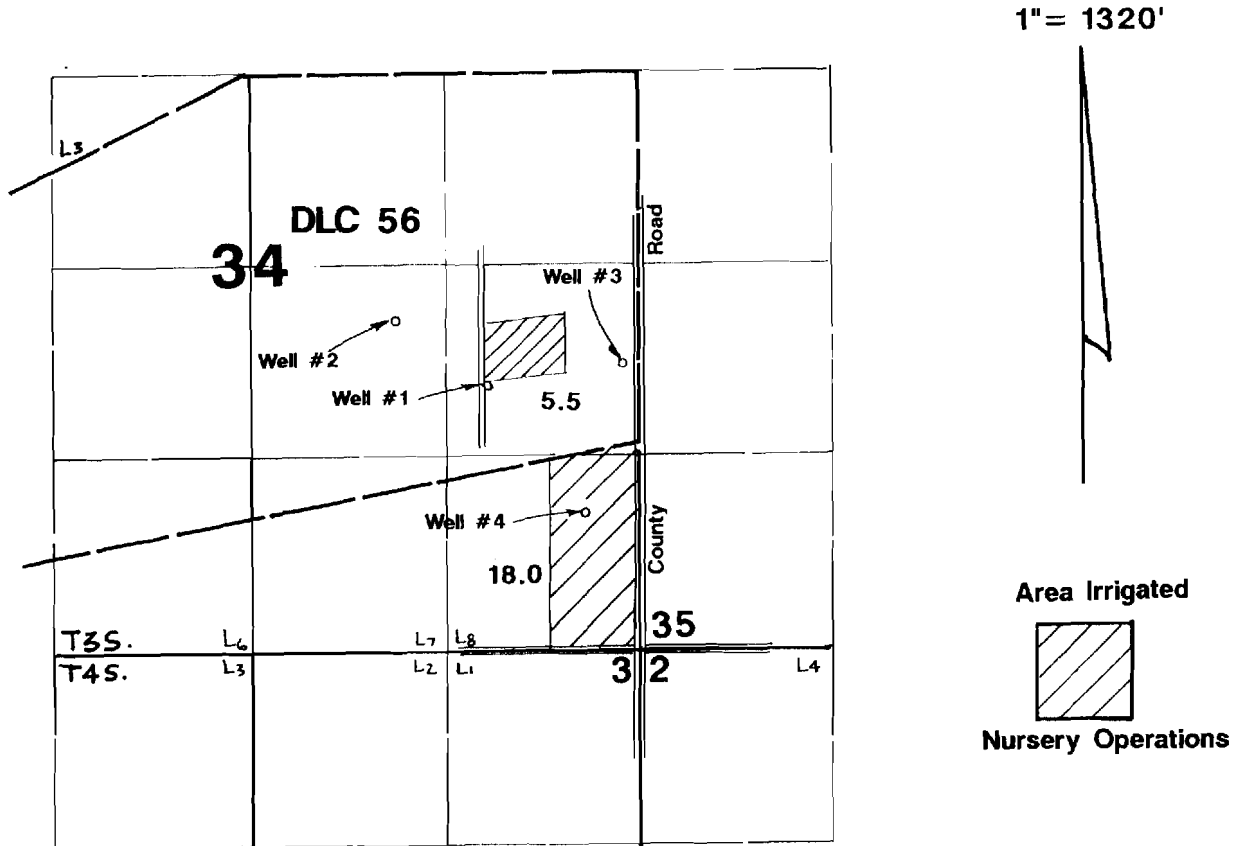 1"= 1320'
L3
DLC 56
34
Road
Well #3
Well #2
Well #1
5.5
Well #4
County
18.0
Area Irrigated
Nursery Operations
35
T3S.
L6
L7
L8
T4S.
L3
L2
L1
3
2
L4